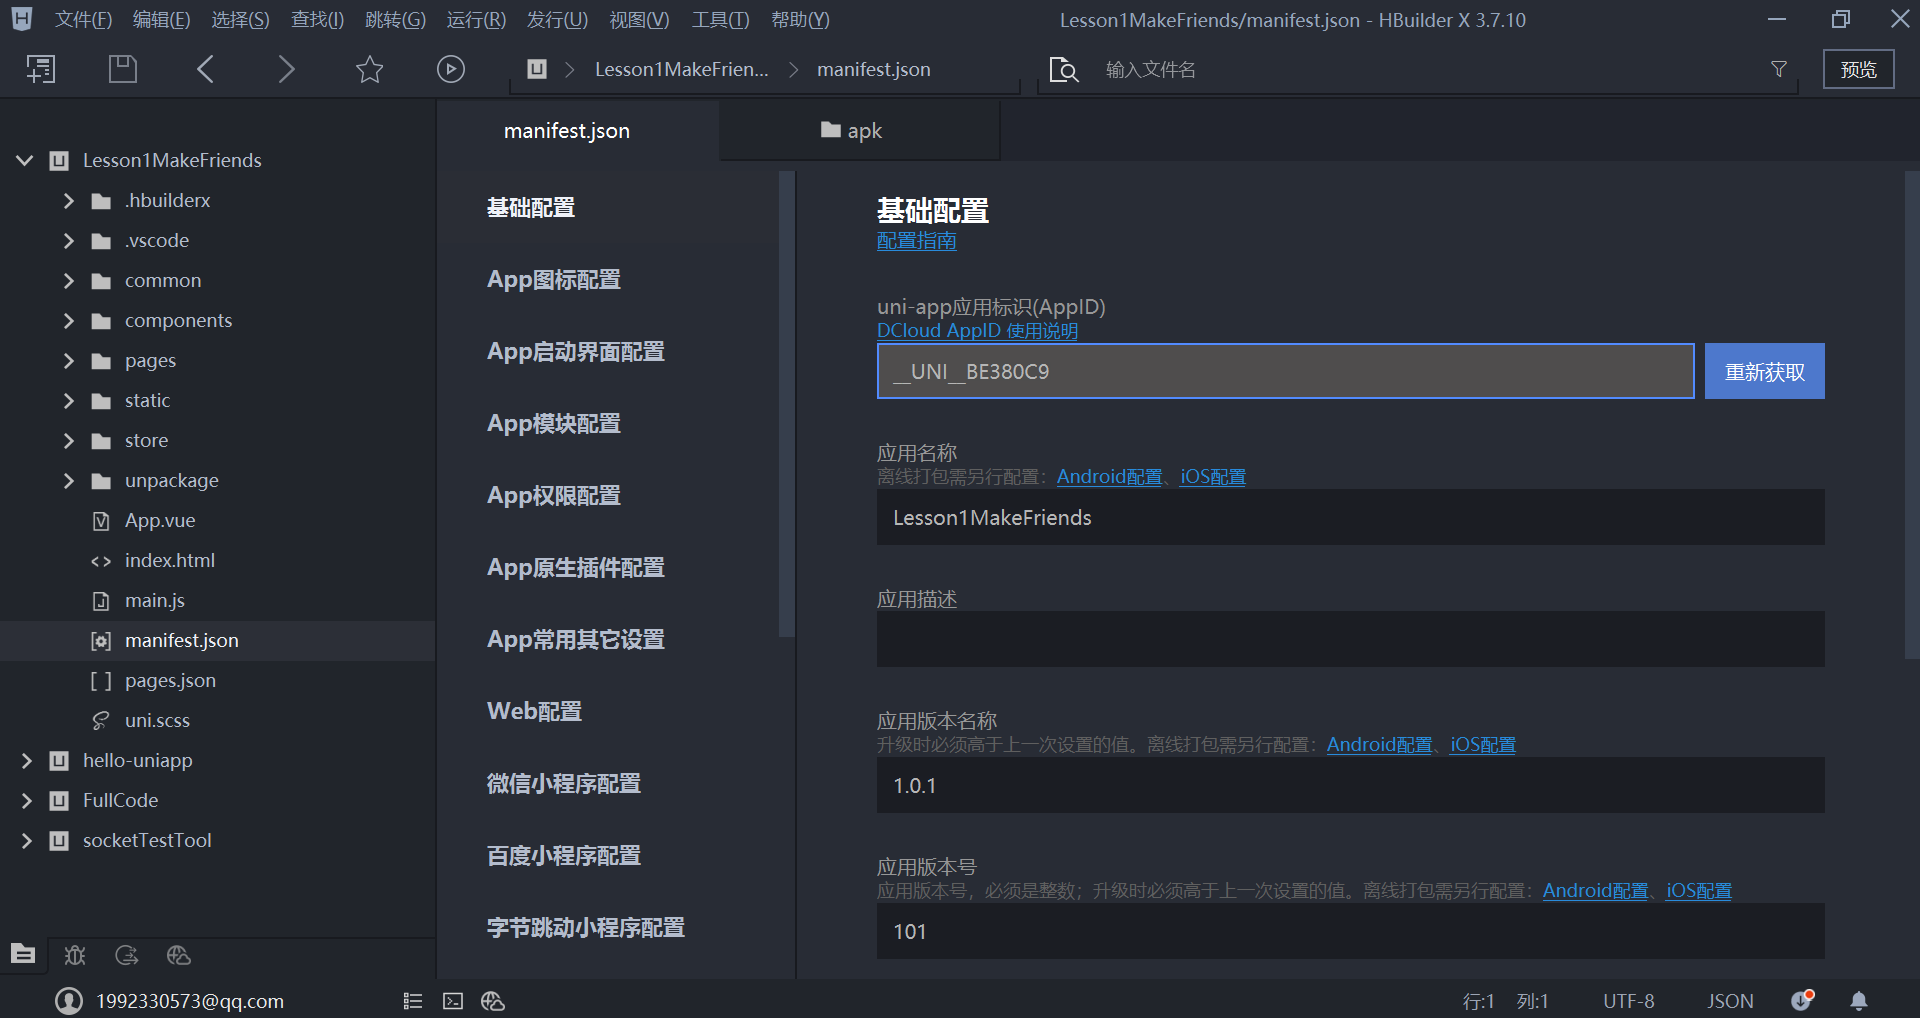 文件(F) 编辑(E) 选择(S) 查找(I) 跳转(G) 运行(R) 发行(U) 视图(V) 工具(T) 帮助(Y)
Lesson1MakeFriends/manifest.json - HBuilder X 3.7.10
Lesson1MakeFrien... manifest.json
输入文件名
预览
Lesson1MakeFriends
.hbuilderx
.vscode
common
components
pages
static
store
unpackage
App.vue
index.html
main.js
manifest.json
pages.json
uni.scss
hello-uniapp
FullCode
socketTestTool
manifest.json
apk
基础配置
App图标配置
App启动界面配置
App模块配置
App权限配置
App原生插件配置
App常用其它设置
Web配置
微信小程序配置
百度小程序配置
字节跳动小程序配置
基础配置
配置指南
uni-app应用标识(AppID)
DCloud AppID 使用说明
__UNI__BE380C9
重新获取
应用名称
离线打包需另行配置：Android配置、iOS配置
Lesson1MakeFriends
应用描述
应用版本名称
升级时必须高于上一次设置的值。离线打包需另行配置：Android配置、iOS配置
1.0.1
应用版本号
应用版本号，必须是整数；升级时必须高于上一次设置的值。离线打包需另行配置：Android配置、iOS配置
101
1992330573@qq.com
行:1 列:1 UTF-8 JSON